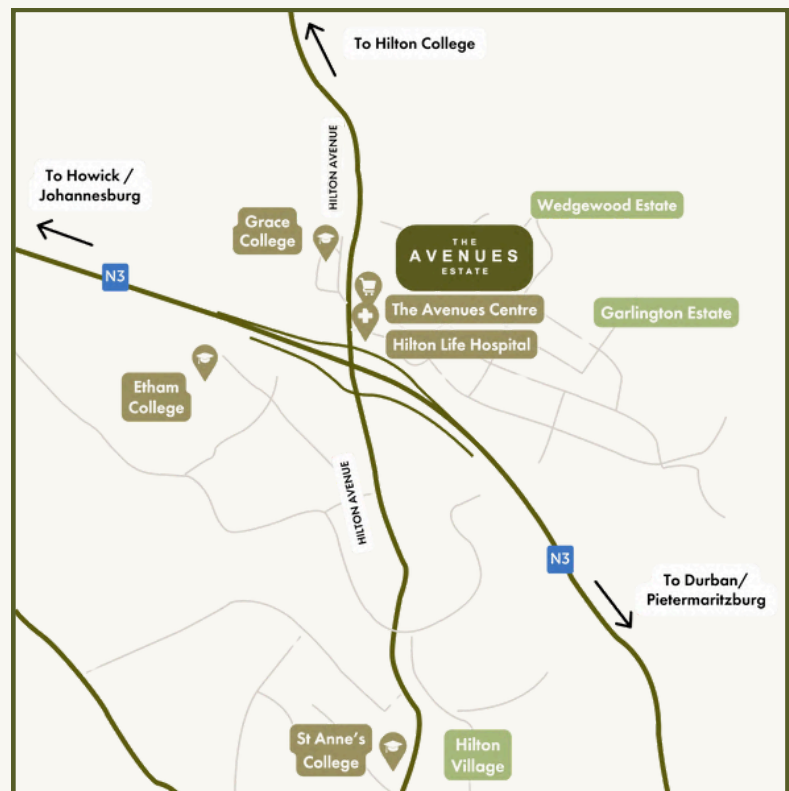 To Hilton College
HILTON AVENUE
To Howick /
Johannesburg
N3
Grace
College
Wedgewood Estate
THE
AVENUES
ESTATE
The Avenues Centre
Garlington Estate
Hilton Life Hospital
Etham
College
HILTON AVENUE
N3
To Durban/
Pietermaritzburg
St Anne's
College
Hilton
Village